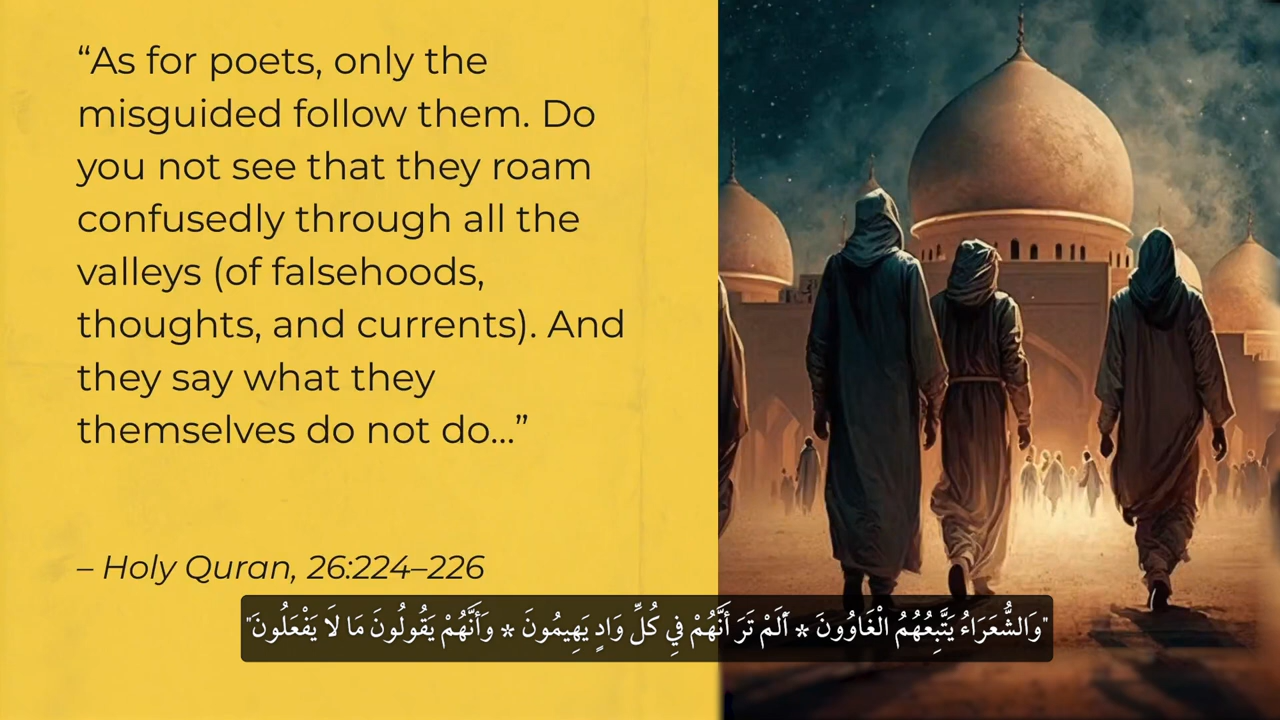 “As for poets, only the
misguided follow them. Do
you not see that they roam
confusedly through all the
valleys (of falsehoods,
thoughts, and currents). And
they say what they
themselves do not do...”
– Holy Quran, 26:224–226
"وَالشُّعَرَاءُ يَتَّبِعُهُمُ الْغَاوُونَ * أَلَمْ تَرَ أَنَّهُمْ فِي كُلِّ وَادٍ يَهِيمُونَ * وَأَنَّهُمْ يَقُولُونَ مَا لَا يَفْعَلُونَ"